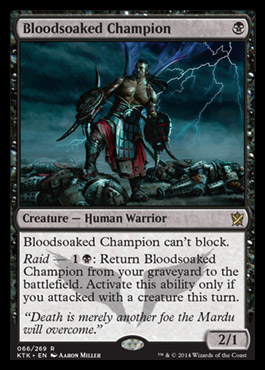 Bloodsoaked Champion
Creature — Human Warrior
Bloodsoaked Champion can't block.
Raid — 1: Return Bloodsoaked
Champion from your graveyard to the
battlefield. Activate this ability only if
you attacked with a creature this turn.
"Death is merely another foe the Mardu
will overcome."
2/1
066/269 R
KTK • EN AARON MILLER
™ & © 2014 Wizards of the Coast